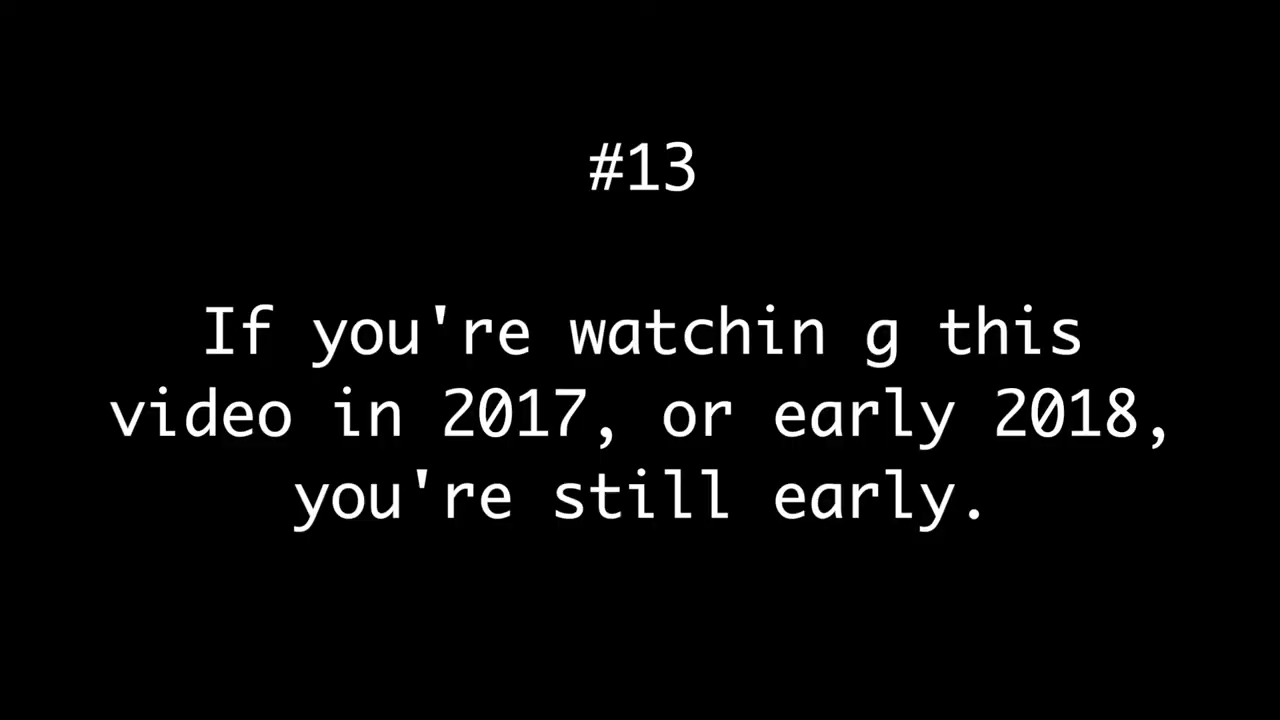 #13
If you're watchin g this
video in 2017, or early 2018,
you're still early.